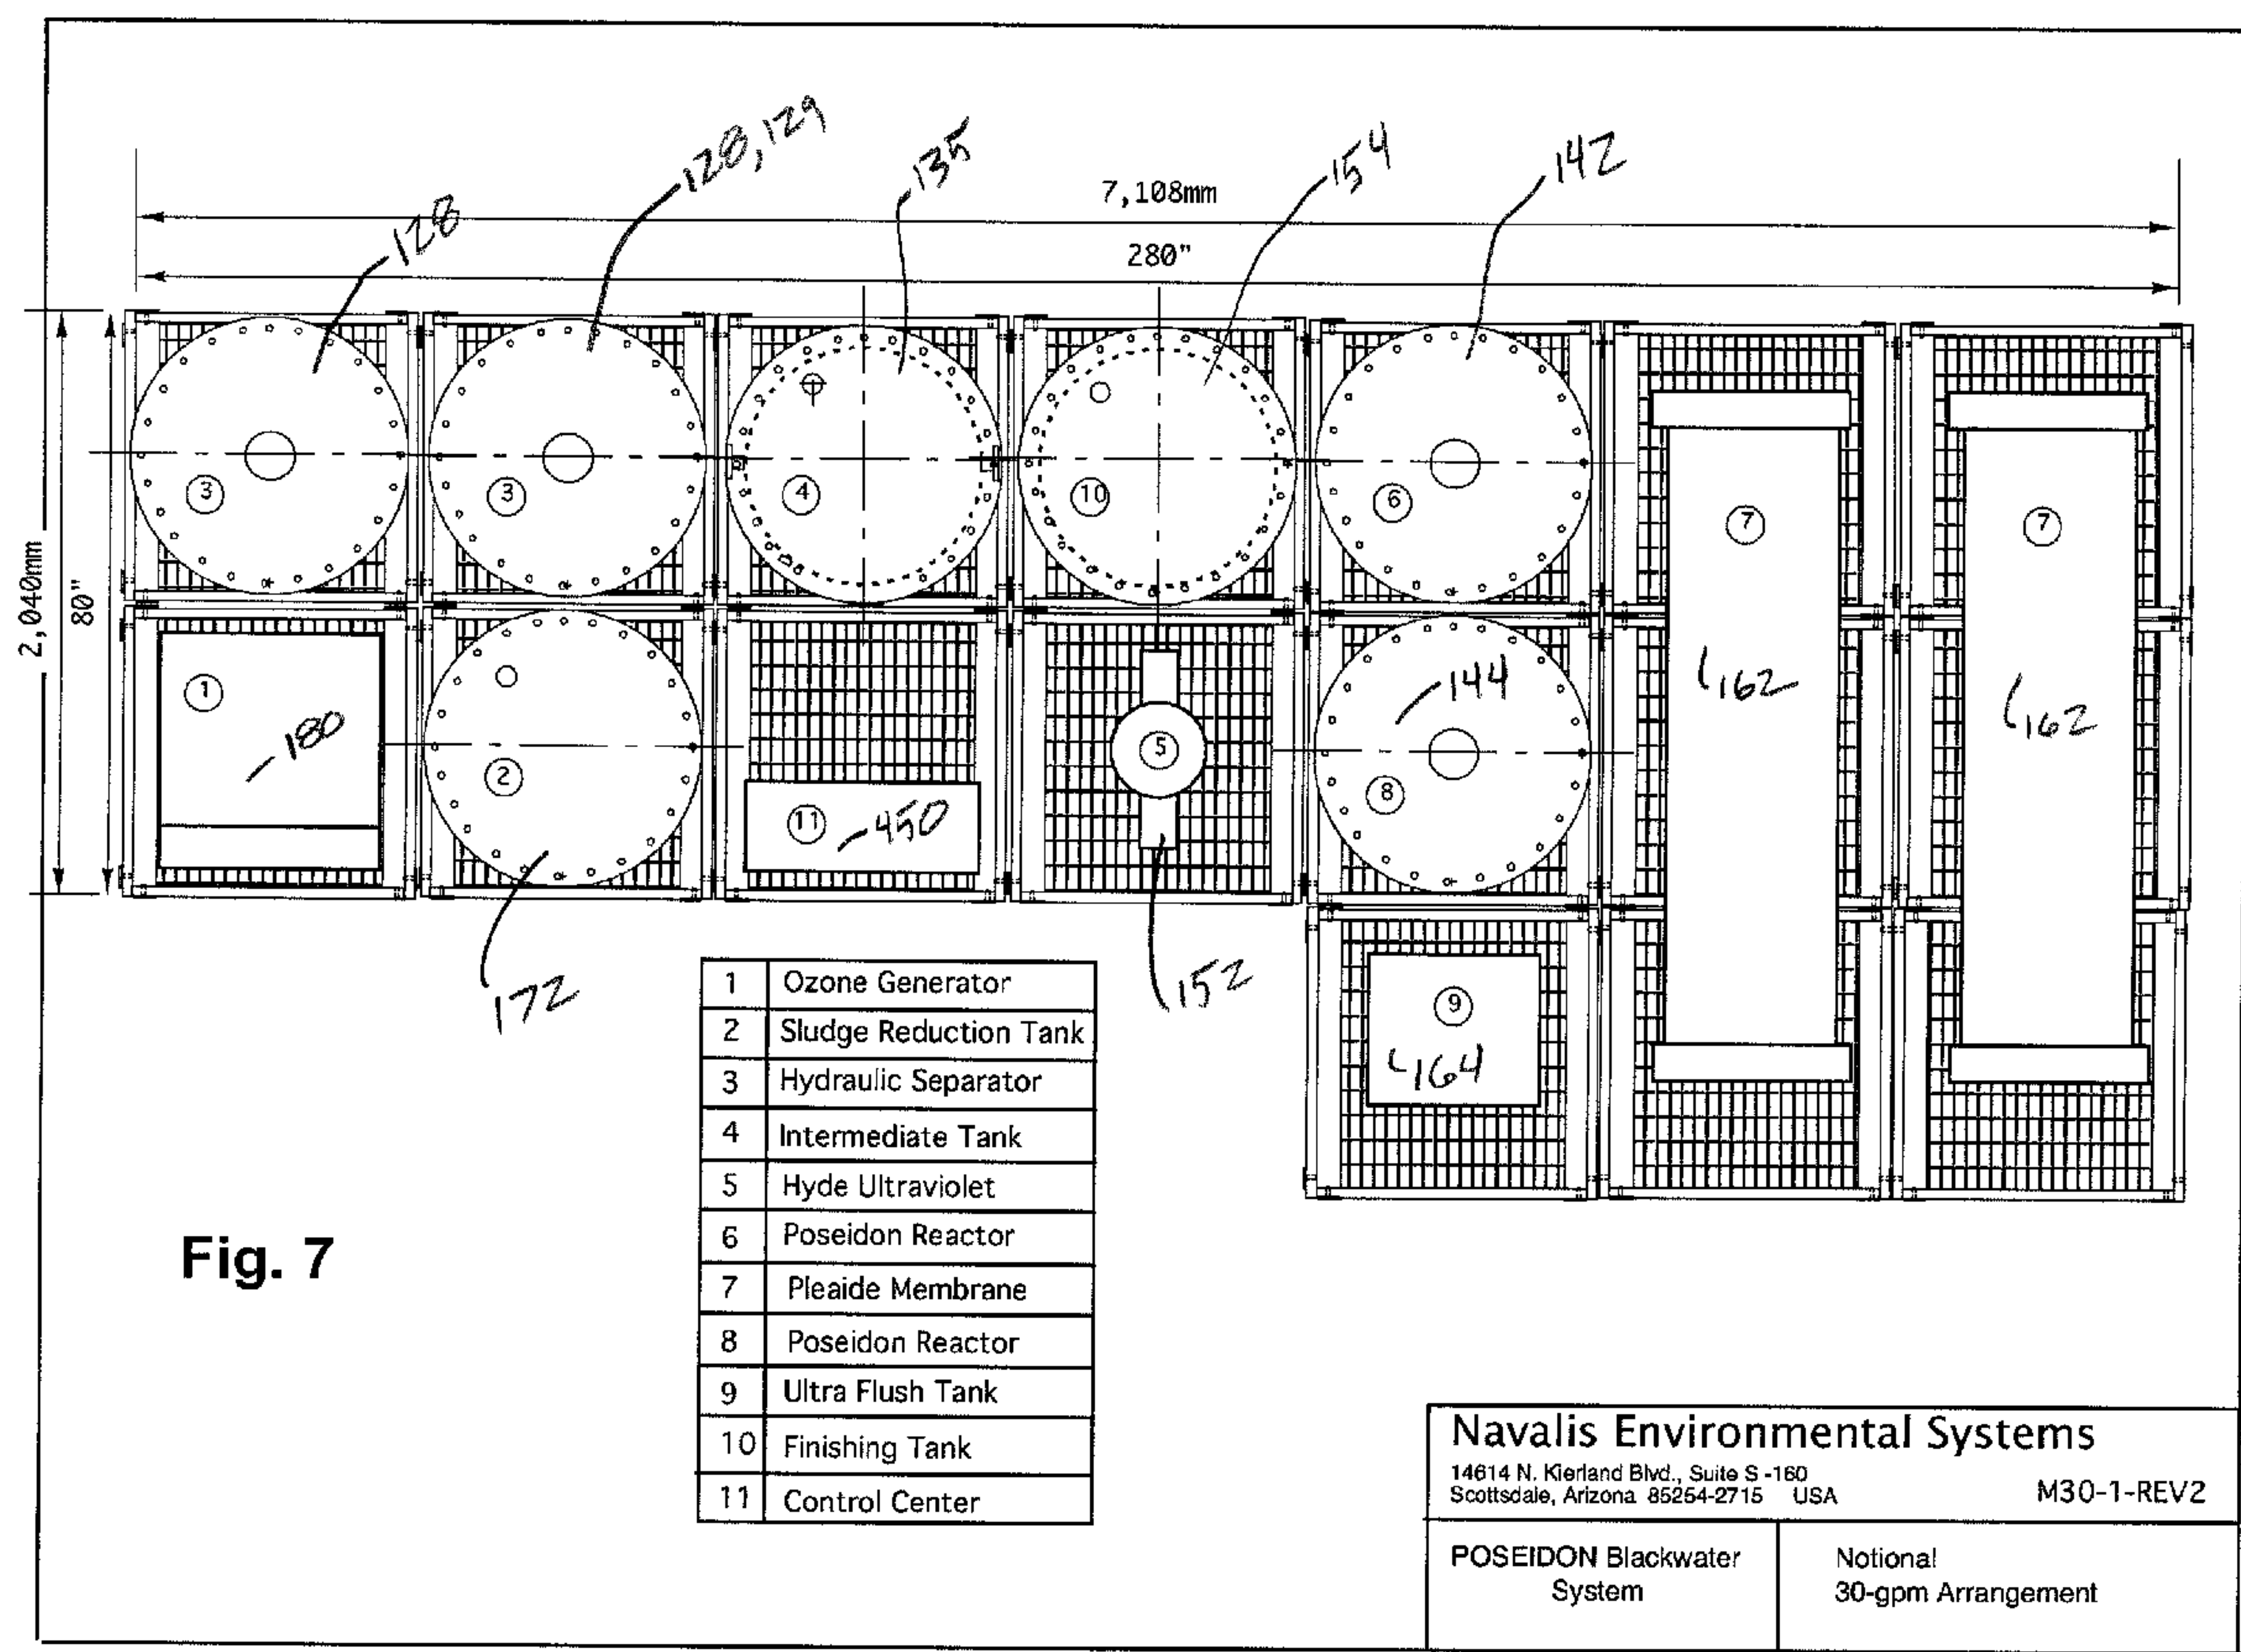 128
128,129
135
154
142
7,108mm
280"
2,040mm
80"
3
3
4
10
6
7
7
1
180
2
11
450
5
8
144
162
162
172
152
9
164
1 Ozone Generator
2 Sludge Reduction Tank
3 Hydraulic Separator
4 Intermediate Tank
5 Hyde Ultraviolet
6 Poseidon Reactor
7 Pleaide Membrane
8 Poseidon Reactor
9 Ultra Flush Tank
10 Finishing Tank
11 Control Center
Fig. 7
Navalis Environmental Systems
14614 N. Kierland Blvd., Suite S-160
Scottsdale, Arizona 85254-2715 USA
M30-1-REV2
POSEIDON Blackwater
System
Notional
30-gpm Arrangement